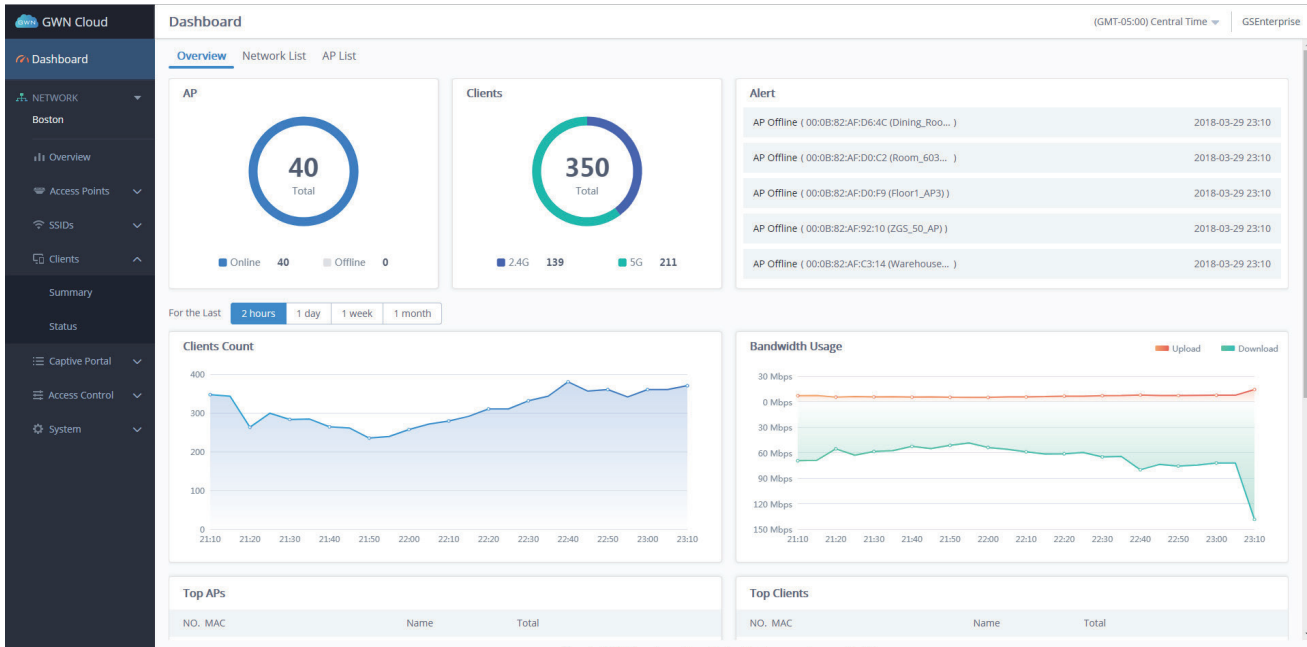 GWN GWN Cloud
Dashboard
(GMT-05:00) Central Time
GSEnterprise
Dashboard
NETWORK
Boston
Overview
Access Points
SSIDs
Clients
Summary
Status
Captive Portal
Access Control
System
Overview Network List AP List
AP
40
Total
Online 40 Offline 0
Clients
350
Total
2.4G 139 5G 211
Alert
AP Offline ( 00:0B:82:AF:D6:4C (Dining_Roo... ) 2018-03-29 23:10
AP Offline ( 00:0B:82:AF:D0:C2 (Room_603... ) 2018-03-29 23:10
AP Offline ( 00:0B:82:AF:D0:F9 (Floor1_AP3) ) 2018-03-29 23:10
AP Offline ( 00:0B:82:AF:92:10 (ZGS_50_AP) ) 2018-03-29 23:10
AP Offline ( 00:0B:82:AF:C3:14 (Warehouse... ) 2018-03-29 23:10
For the Last 2 hours 1 day 1 week 1 month
Clients Count
400
300
200
100
0
21:10 21:20 21:30 21:40 21:50 22:00 22:10 22:20 22:30 22:40 22:50 23:00 23:10
Bandwidth Usage
Upload Download
30 Mbps
0 Mbps
30 Mbps
60 Mbps
90 Mbps
120 Mbps
150 Mbps
21:10 21:20 21:30 21:40 21:50 22:00 22:10 22:20 22:30 22:40 22:50 23:00 23:10
Top APs
NO. MAC Name Total
Top Clients
NO. MAC Name Total